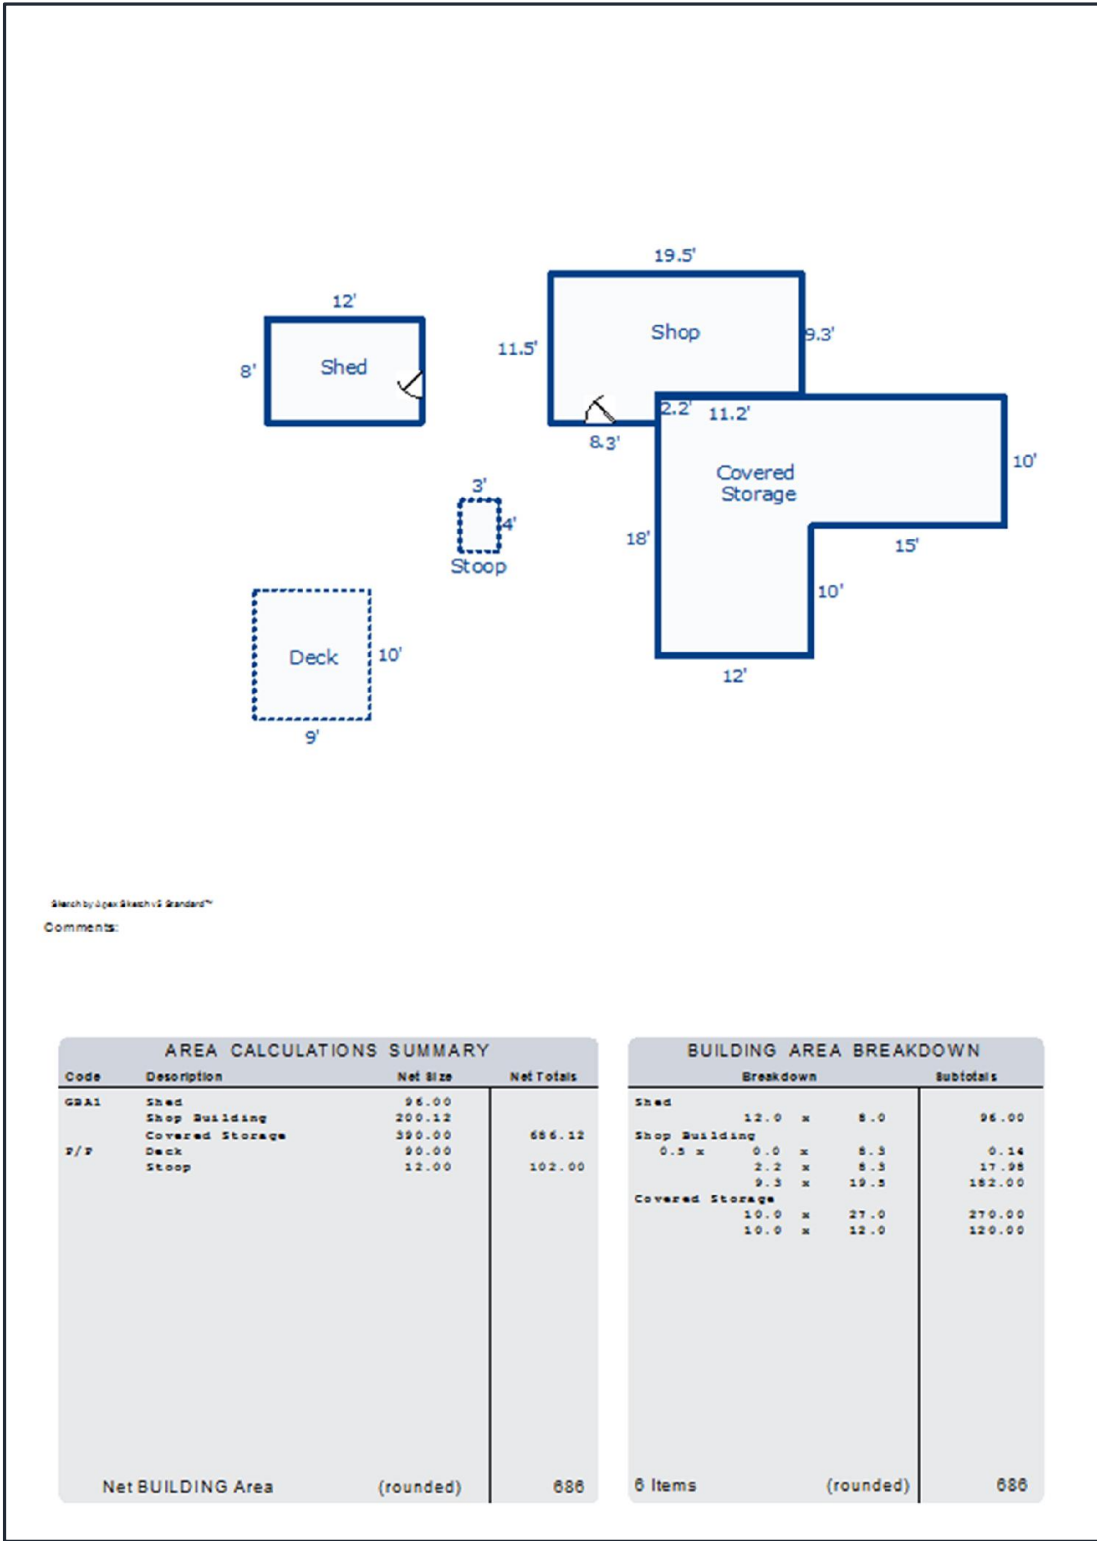 19.5'
12'
Shop
9.3'
11.5'
8'
Shed
2.2'
11.2'
8.3'
Covered
Storage
10'
3'
4'
18'
15'
Stoop
10'
Deck
10'
12'
9'
Sketch by Apex Sketch v5 Standard™
Comments:
AREA CALCULATIONS SUMMARY
Code Description Net Size Net Totals
GBA1 Shed 96.00
Shop Building 200.12
Covered Storage 390.00 686.12
P/P Deck 90.00
Stoop 12.00 102.00
Net BUILDING Area (rounded) 686
BUILDING AREA BREAKDOWN
Breakdown Subtotals
Shed
12.0 x 8.0 96.00
Shop Building
0.5 x 0.0 x 8.3 0.14
2.2 x 8.3 17.98
9.3 x 19.5 182.00
Covered Storage
10.0 x 27.0 270.00
10.0 x 12.0 120.00
6 Items (rounded) 686